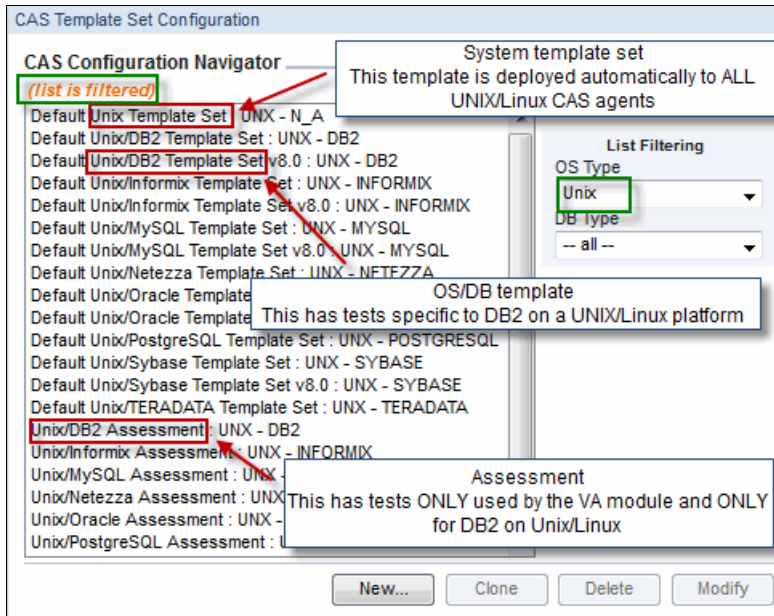 CAS Template Set Configuration
CAS Configuration Navigator
(list is filtered)
System template set
This template is deployed automatically to ALL
UNIX/Linux CAS agents
Default Unix Template Set : UNX - N_A
Default Unix/DB2 Template Set : UNX - DB2
Default Unix/DB2 Template Set v8.0 : UNX - DB2
Default Unix/Informix Template Set : UNX - INFORMIX
Default Unix/Informix Template Set v8.0 : UNX - INFORMIX
Default Unix/MySQL Template Set : UNX - MYSQL
Default Unix/MySQL Template Set v8.0 : UNX - MYSQL
Default Unix/Netezza Template Set : UNX - NETEZZA
Default Unix/Oracle Template
Default Unix/Oracle Template
Default Unix/PostgreSQL Template Set : UNX - POSTGRESQL
Default Unix/Sybase Template Set : UNX - SYBASE
Default Unix/Sybase Template Set v8.0 : UNX - SYBASE
Default Unix/TERADATA Template Set : UNX - TERADATA
Unix/DB2 Assessment : UNX - DB2
Unix/Informix Assessment : UNX - INFORMIX
Unix/MySQL Assessment : UNX -
Unix/Netezza Assessment : UNX
Unix/Oracle Assessment : UNX -
Unix/PostgreSQL Assessment :
List Filtering
OS Type
Unix
DB Type
-- all --
OS/DB template
This has tests specific to DB2 on a UNIX/Linux platform
Assessment
This has tests ONLY used by the VA module and ONLY
for DB2 on Unix/Linux
New...
Clone
Delete
Modify